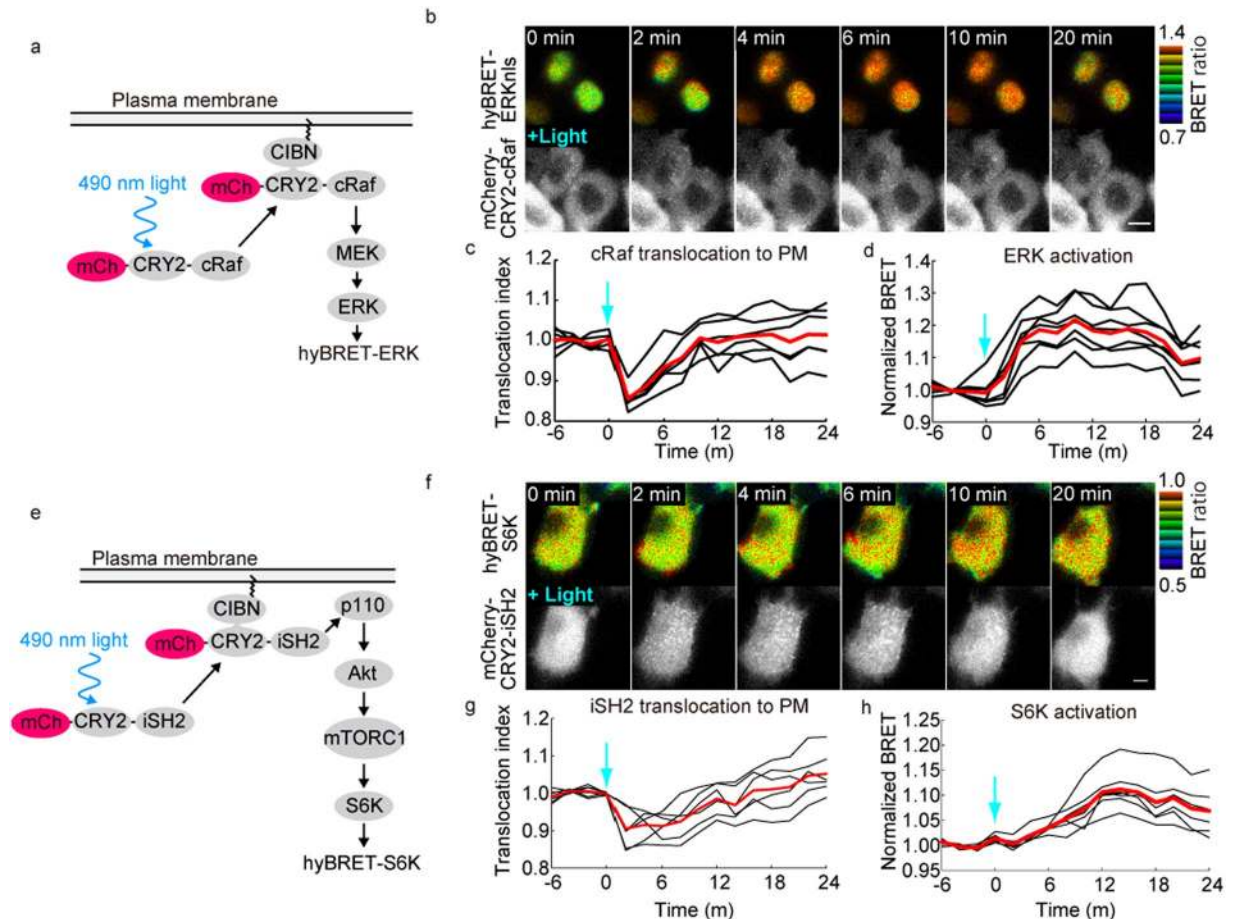 a
Plasma membrane
CIBN
490 nm light
mCh-CRY2-cRaf
mCh-CRY2-cRaf
MEK
ERK
hyBRET-ERK
b
hyBRET-
ERKnls
0 min 2 min 4 min 6 min 10 min 20 min
+Light
mCherry-
CRY2-cRaf
1.4
BRET ratio
0.7
c
cRaf translocation to PM
Translocation index
1.2
1.1
1.0
0.9
0.8
-6 0 6 12 18 24
Time (m)
d
ERK activation
Normalized BRET
1.4
1.3
1.2
1.1
1.0
0.9
-6 0 6 12 18 24
Time (m)
e
Plasma membrane
CIBN
p110
490 nm light
mCh-CRY2-iSH2
mCh-CRY2-iSH2
Akt
mTORC1
S6K
hyBRET-S6K
f
hyBRET-
S6K
0 min 2 min 4 min 6 min 10 min 20 min
+ Light
mCherry-
CRY2-iSH2
1.0
BRET ratio
0.5
g
iSH2 translocation to PM
Translocation index
1.2
1.1
1.0
0.9
0.8
-6 0 6 12 18 24
Time (m)
h
S6K activation
Normalized BRET
1.25
1.20
1.15
1.10
1.05
1.00
0.95
-6 0 6 12 18 24
Time (m)